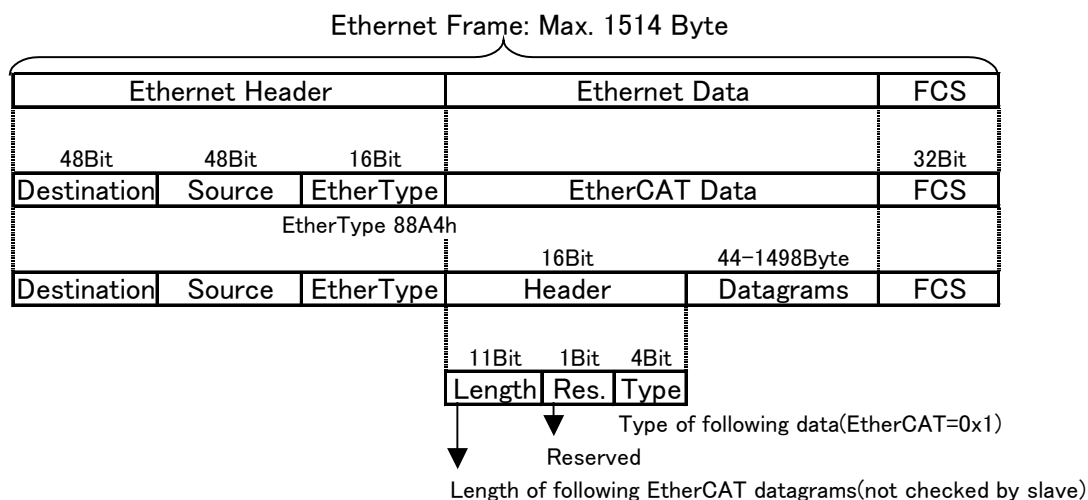 Ethernet Frame: Max. 1514 Byte
Ethernet Header Ethernet Data FCS
48Bit 48Bit 16Bit 32Bit
Destination Source EtherType EtherCAT Data FCS
EtherType 88A4h
16Bit 44-1498Byte
Destination Source EtherType Header Datagrams FCS
11Bit 1Bit 4Bit
Length Res. Type
Type of following data(EtherCAT=0x1)
Reserved
Length of following EtherCAT datagrams(not checked by slave)